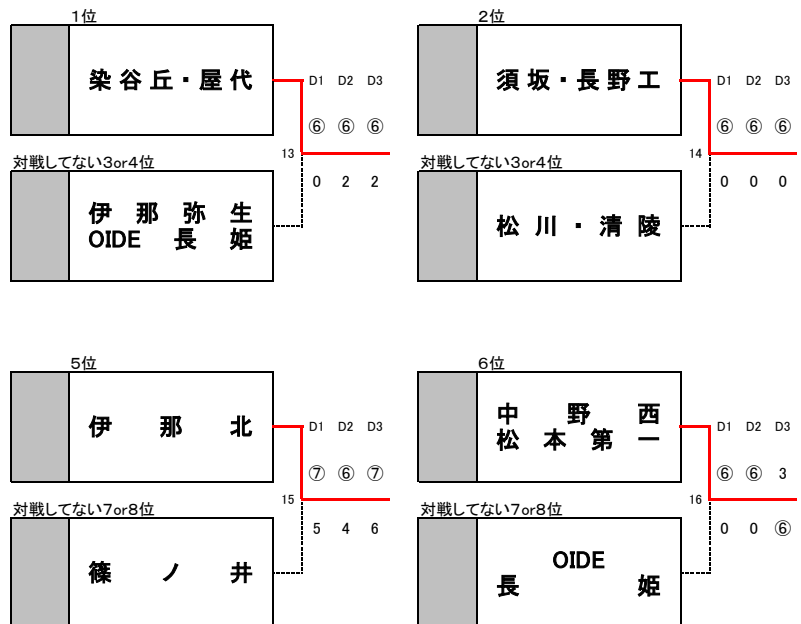 1位
染谷丘・屋代
D1 D2 D3
⑥ ⑥ ⑥
13
対戦してない3or4位
0 2 2
伊那弥生
OIDE 長姫
2位
須坂・長野工
D1 D2 D3
⑥ ⑥ ⑥
14
対戦してない3or4位
0 0 0
松川・清陵
5位
伊那北
D1 D2 D3
⑦ ⑥ ⑦
15
対戦してない7or8位
5 4 6
篠ノ井
6位
中野西
松本第一
D1 D2 D3
⑥ ⑥ 3
16
対戦してない7or8位
0 0 ⑥
OIDE
長姫